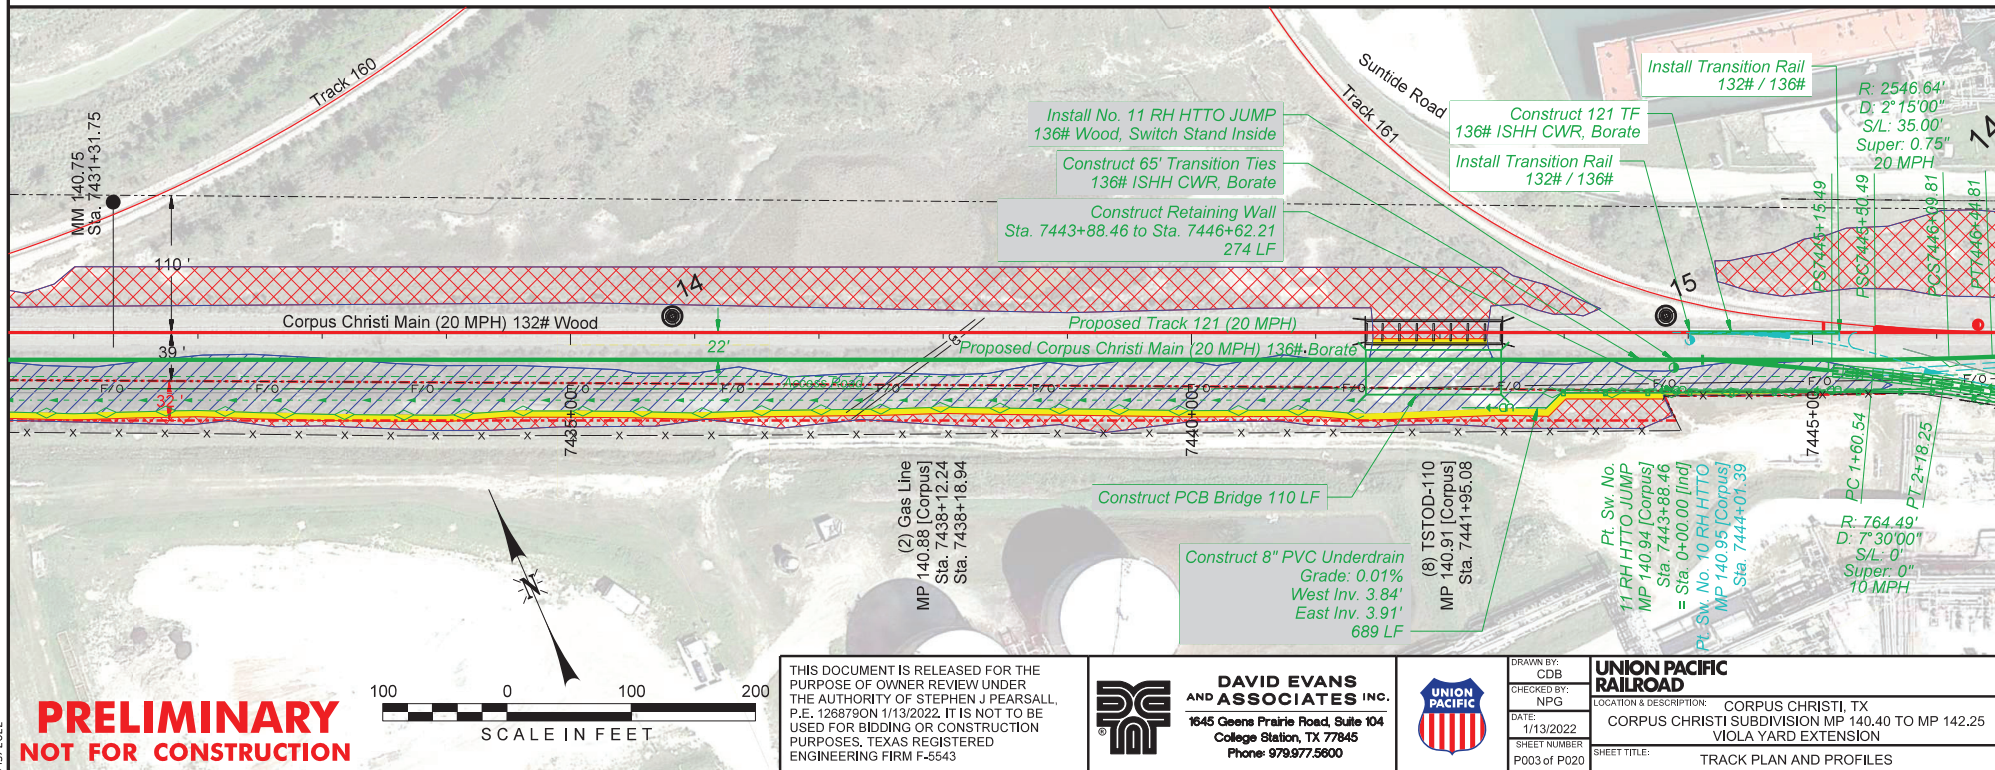 Track 160
MM 140.75
Sta. 7431+31.75
110 '
39 '
32 '
Corpus Christi Main (20 MPH) 132# Wood
14
22'
Access Road
F/O
F/O
F/O
F/O
F/O
F/O
F/O
F/O
F/O
F/O
F/O
G
Proposed Track 121 (20 MPH)
Proposed Corpus Christi Main (20 MPH) 136# Borate
Install No. 11 RH HTTO JUMP
136# Wood, Switch Stand Inside
Construct 65' Transition Ties
136# ISHH CWR, Borate
Construct Retaining Wall
Sta. 7443+88.46 to Sta. 7446+62.21
274 LF
Suntide Road
Track 161
Install Transition Rail
132# / 136#
Construct 121 TF
136# ISHH CWR, Borate
Install Transition Rail
132# / 136#
R: 2546.64'
D: 2°15'00"
S/L: 35.00'
Super: 0.75"
20 MPH
14
PS7445+15.49
PSC7445+50.49
PCS7446+09.81
PT7446+44.81
15
7435+00
7440+00
7445+00
(2) Gas Line
MP 140.88 [Corpus]
Sta. 7438+12.24
Sta. 7438+18.94
Construct PCB Bridge 110 LF
(8) TSTOD-110
MP 140.91 [Corpus]
Sta. 7441+95.08
Construct 8" PVC Underdrain
Grade: 0.01%
West Inv. 3.84'
East Inv. 3.91'
689 LF
Pt. Sw. No.
11 RH HTTO JUMP
MP 140.94 [Corpus]
Sta. 7443+88.46
= Sta. 0+00.00 [Ind]
Pt. Sw. No. 10 RH HTTO
MP 140.95 [Corpus]
Sta. 7444+01.39
PC 1+60.54
PT 2+18.25
R: 764.49'
D: 7°30'00"
S/L: 0'
Super: 0"
10 MPH
N
PRELIMINARY
NOT FOR CONSTRUCTION
100 0 100 200
SCALE IN FEET
THIS DOCUMENT IS RELEASED FOR THE
PURPOSE OF OWNER REVIEW UNDER
THE AUTHORITY OF STEPHEN J PEARSALL,
P.E. 126879ON 1/13/2022. IT IS NOT TO BE
USED FOR BIDDING OR CONSTRUCTION
PURPOSES. TEXAS REGISTERED
ENGINEERING FIRM F-5543
DAVID EVANS
AND ASSOCIATES INC.
1645 Geens Prairie Road, Suite 104
College Station, TX 77845
Phone: 979.977.5600
UNION
PACIFIC
DRAWN BY:
CDB
CHECKED BY:
NPG
DATE:
1/13/2022
SHEET NUMBER
P003 of P020
UNION PACIFIC
RAILROAD
LOCATION & DESCRIPTION: CORPUS CHRISTI, TX
CORPUS CHRISTI SUBDIVISION MP 140.40 TO MP 142.25
VIOLA YARD EXTENSION
SHEET TITLE: TRACK PLAN AND PROFILES